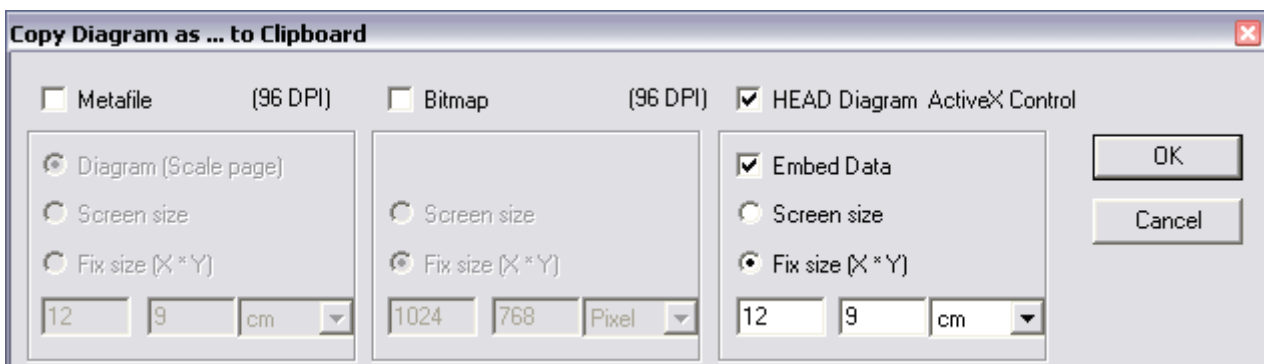 Copy Diagram as ... to Clipboard
Metafile (96 DPI) Bitmap (96 DPI) HEAD Diagram ActiveX Control
Diagram (Scale page) Embed Data OK
Screen size Screen size Screen size Cancel
Fix size (X * Y) Fix size (X * Y) Fix size (X * Y)
12 9 cm 1024 768 Pixel 12 9 cm